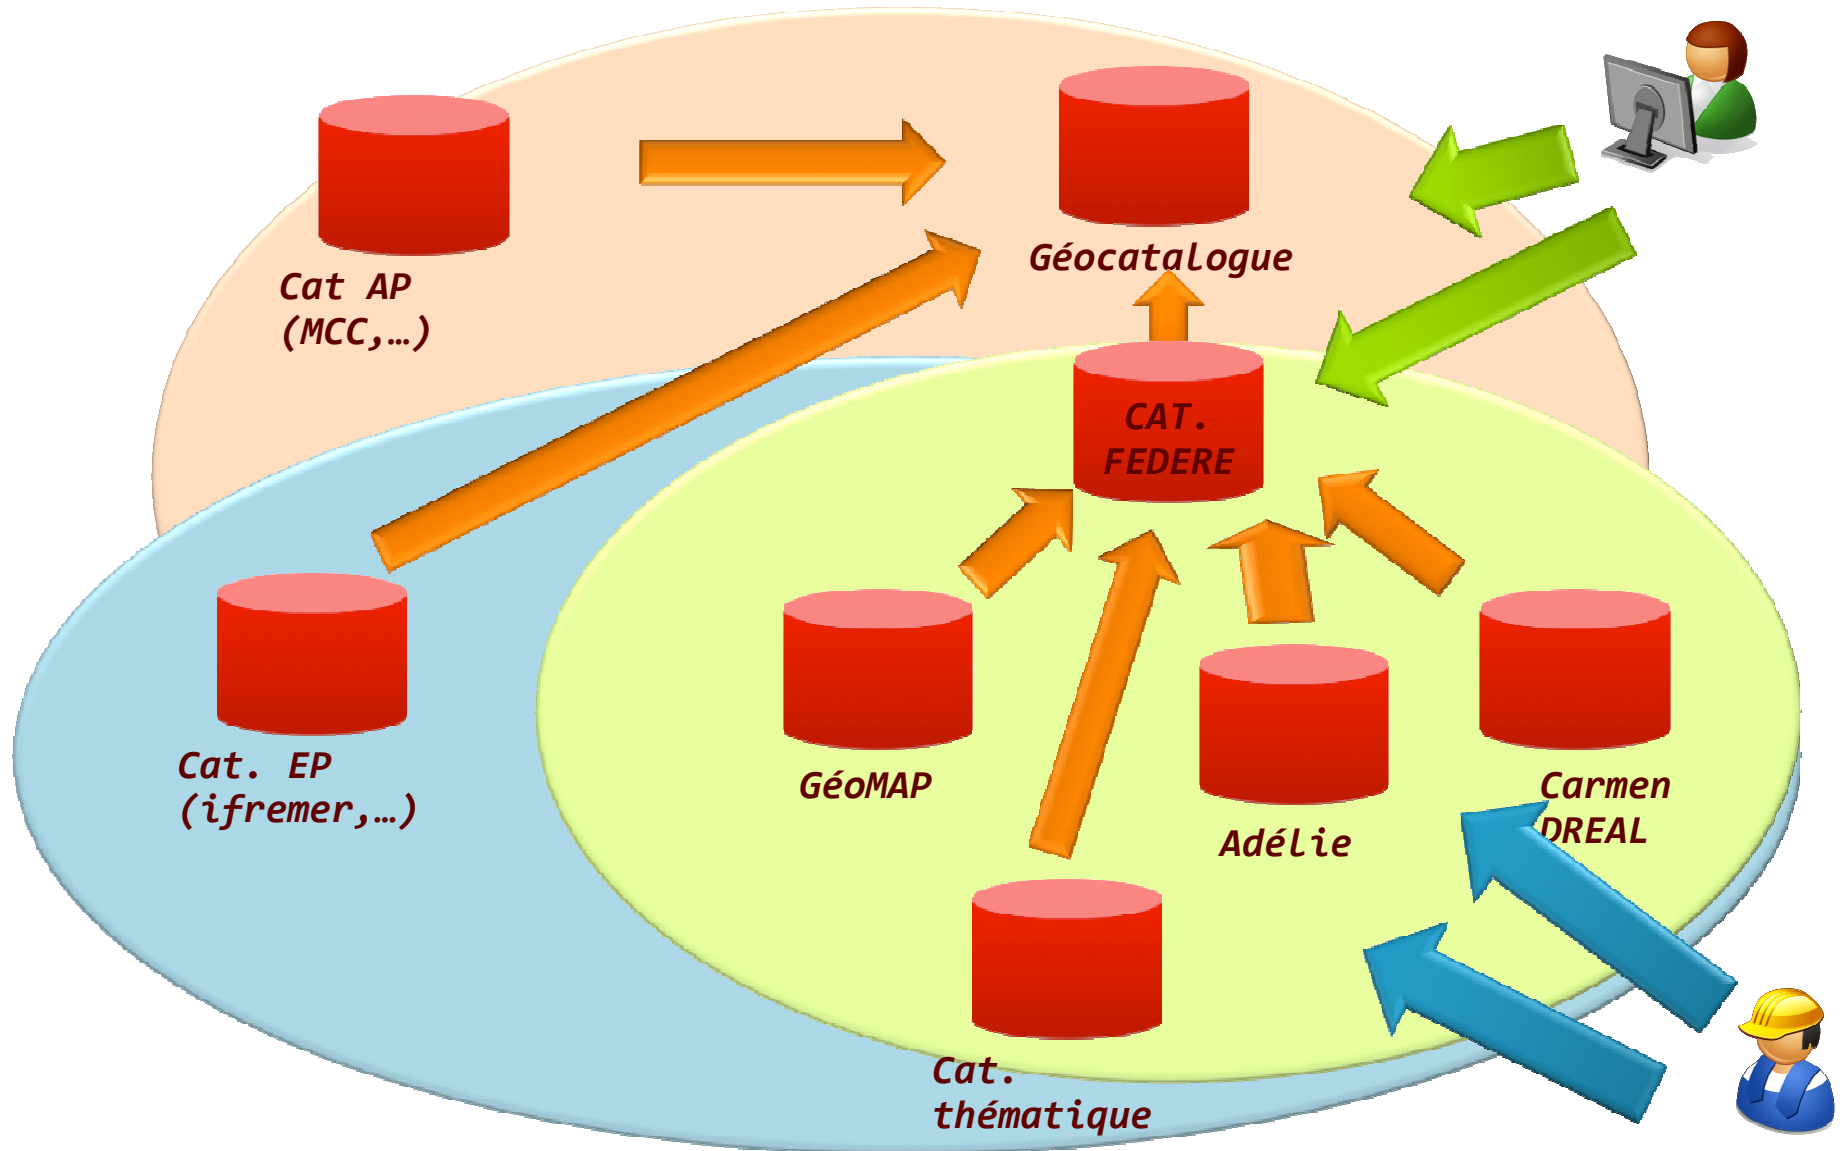 Géocatalogue
Cat AP
(MCC,…)
CAT.
FEDERE
Cat. EP
(ifremer,…)
GéoMAP
Adélie
Carmen
DREAL
Cat.
thématique